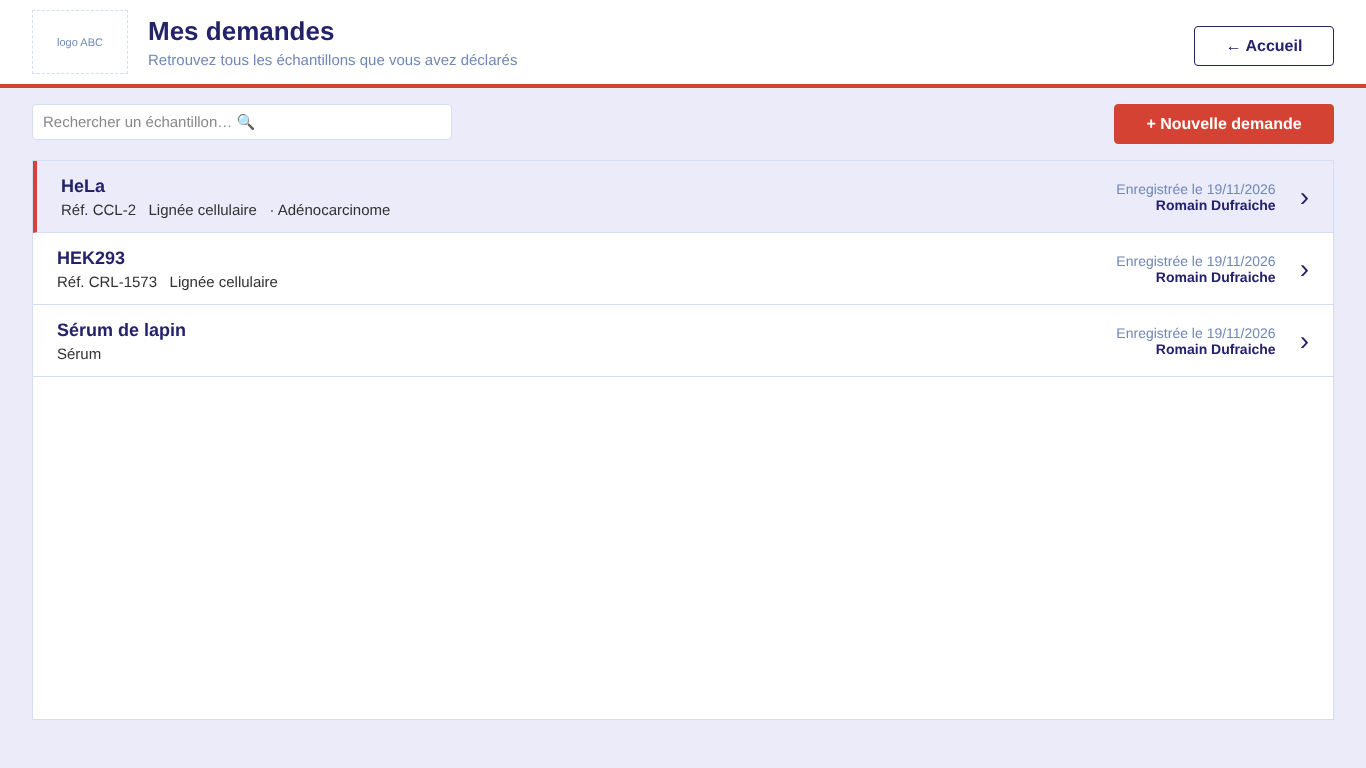 logo ABC
Mes demandes
Retrouvez tous les échantillons que vous avez déclarés
← Accueil
Rechercher un échantillon… 🔍
+ Nouvelle demande
HeLa
Réf. CCL-2 Lignée cellulaire · Adénocarcinome
Enregistrée le 19/11/2026
Romain Dufraiche
›
HEK293
Réf. CRL-1573 Lignée cellulaire
Enregistrée le 19/11/2026
Romain Dufraiche
›
Sérum de lapin
Sérum
Enregistrée le 19/11/2026
Romain Dufraiche
›